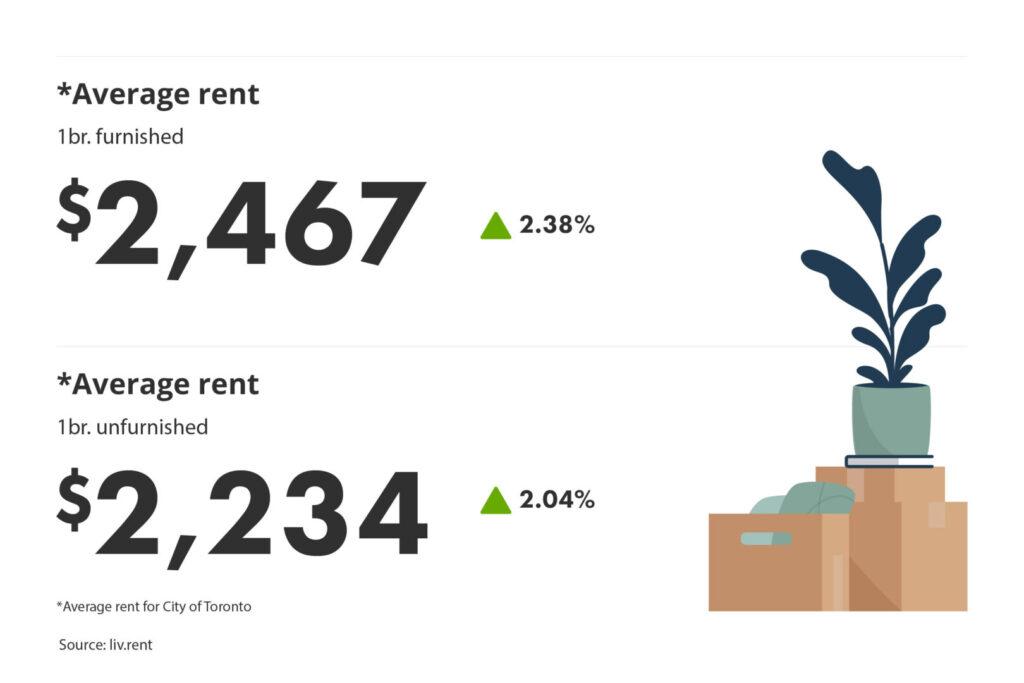 *Average rent
1br. furnished
$2,467
▲ 2.38%
*Average rent
1br. unfurnished
$2,234
▲ 2.04%
*Average rent for City of Toronto
Source: liv.rent